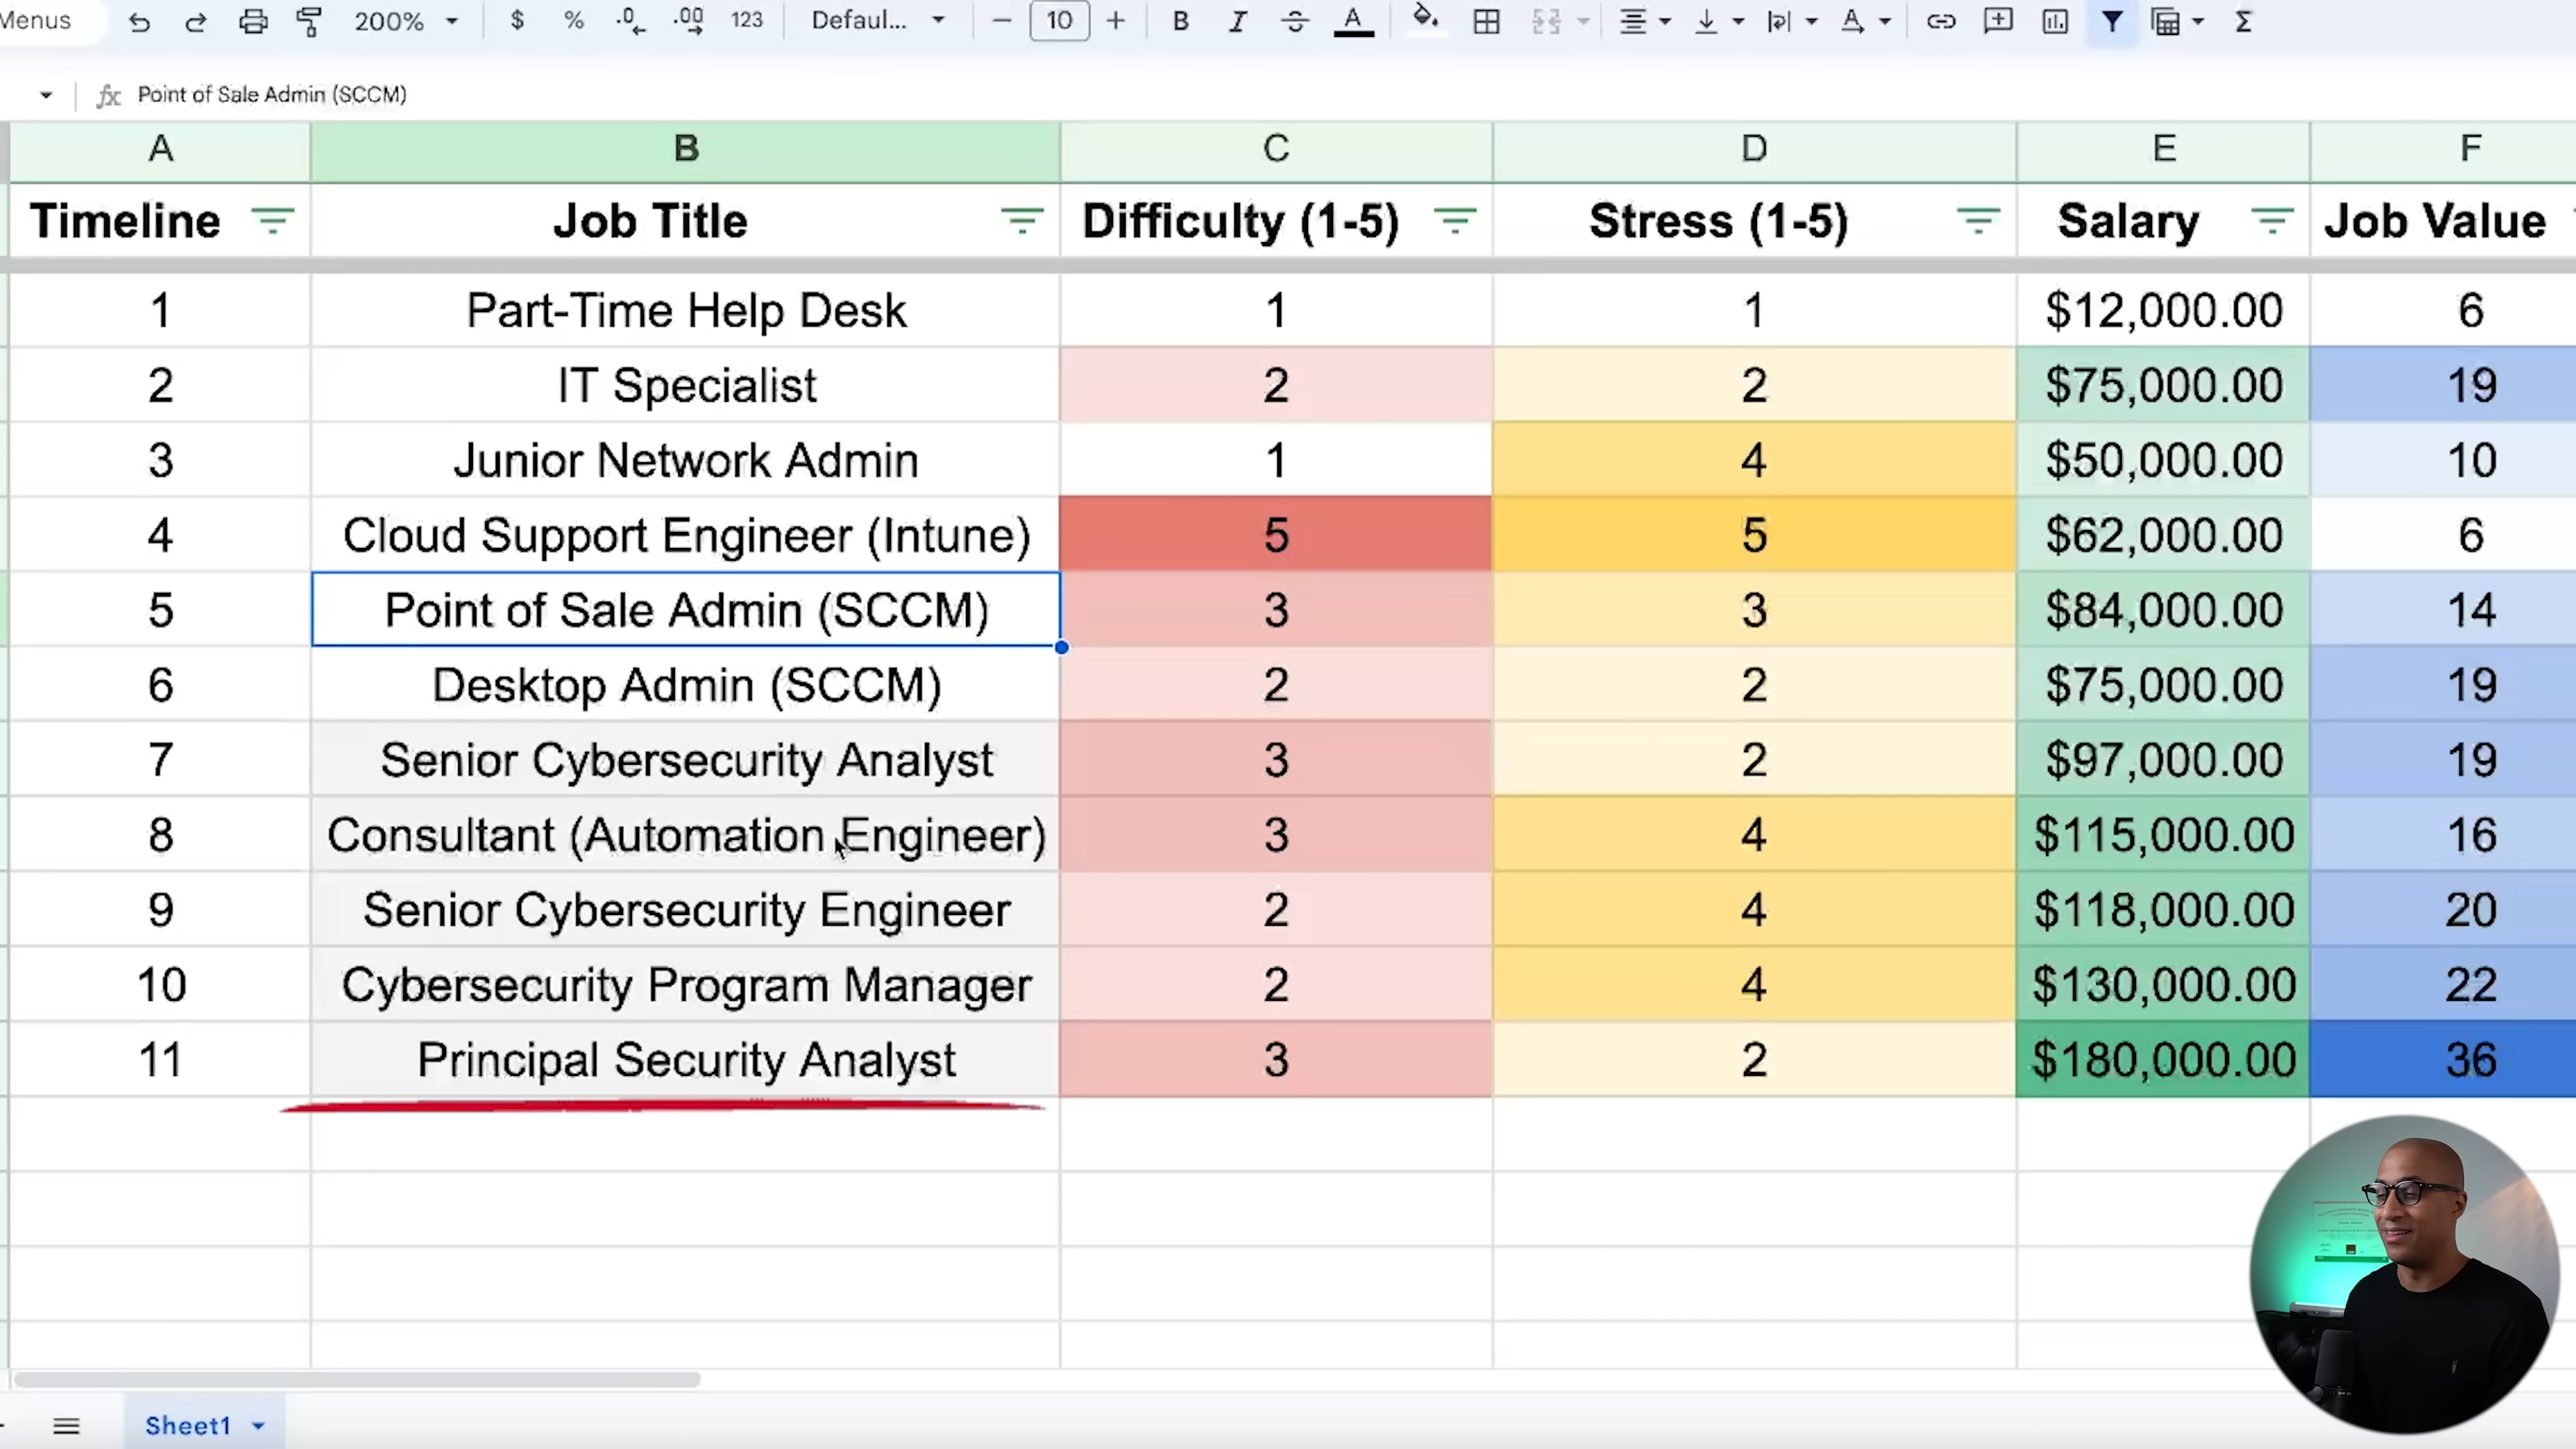 Menus 200% $ % .0 .00 123 Defaul... 10 B I A
Point of Sale Admin (SCCM)
A B C D E F
Timeline Job Title Difficulty (1-5) Stress (1-5) Salary Job Value
1 Part-Time Help Desk 1 1 $12,000.00 6
2 IT Specialist 2 2 $75,000.00 19
3 Junior Network Admin 1 4 $50,000.00 10
4 Cloud Support Engineer (Intune) 5 5 $62,000.00 6
5 Point of Sale Admin (SCCM) 3 3 $84,000.00 14
6 Desktop Admin (SCCM) 2 2 $75,000.00 19
7 Senior Cybersecurity Analyst 3 2 $97,000.00 19
8 Consultant (Automation Engineer) 3 4 $115,000.00 16
9 Senior Cybersecurity Engineer 2 4 $118,000.00 20
10 Cybersecurity Program Manager 2 4 $130,000.00 22
11 Principal Security Analyst 3 2 $180,000.00 36
Sheet1